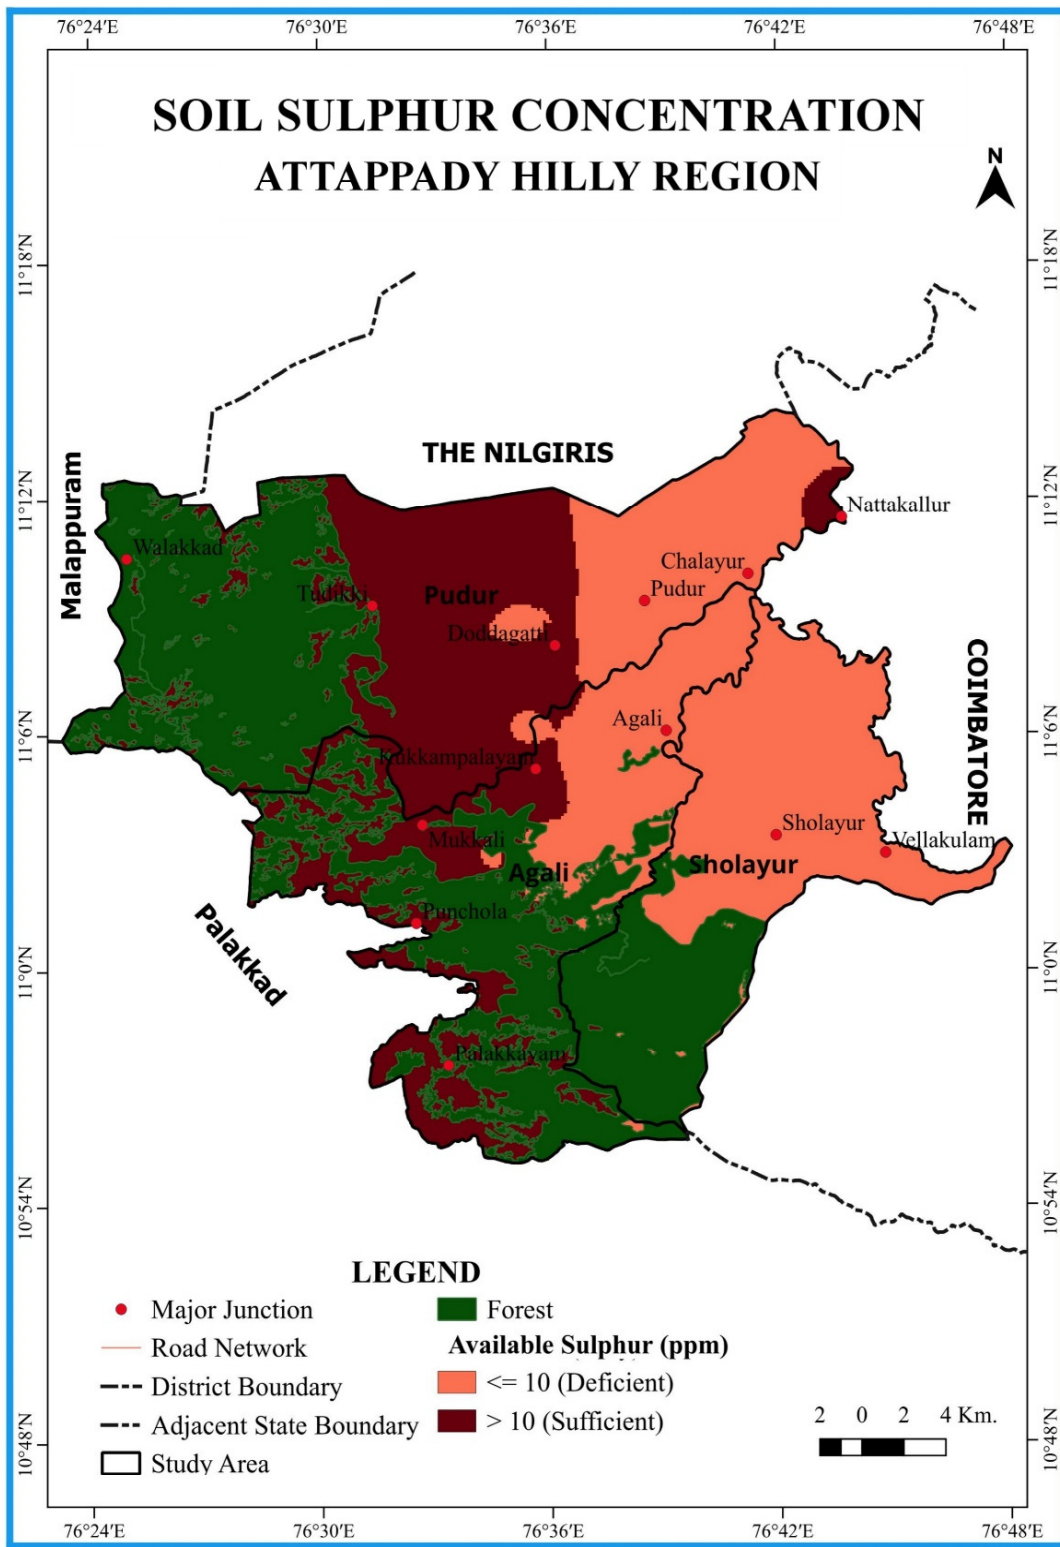 76°24'E 76°30'E 76°36'E 76°42'E 76°48'E
SOIL SULPHUR CONCENTRATION
ATTAPPADY HILLY REGION
N
11°18'N
11°18'N
THE NILGIRIS
Malappuram
11°12'N
11°12'N
Nattakallur
Walakkad
Chalayur
Tudikki
Pudur
Pudur
Doddagatti
COIMBATORE
Agali
11°6'N
11°6'N
Kukkampalayam
Sholayur
Mukkali
Vellakulam
Agali
Sholayur
Punchola
Palakkad
11°0'N
11°0'N
Palakkayam
10°54'N
10°54'N
LEGEND
Major Junction
Road Network
District Boundary
Adjacent State Boundary
Study Area
Forest
Available Sulphur (ppm)
<= 10 (Deficient)
> 10 (Sufficient)
2 0 2 4 Km.
10°48'N
10°48'N
76°24'E 76°30'E 76°36'E 76°42'E 76°48'E